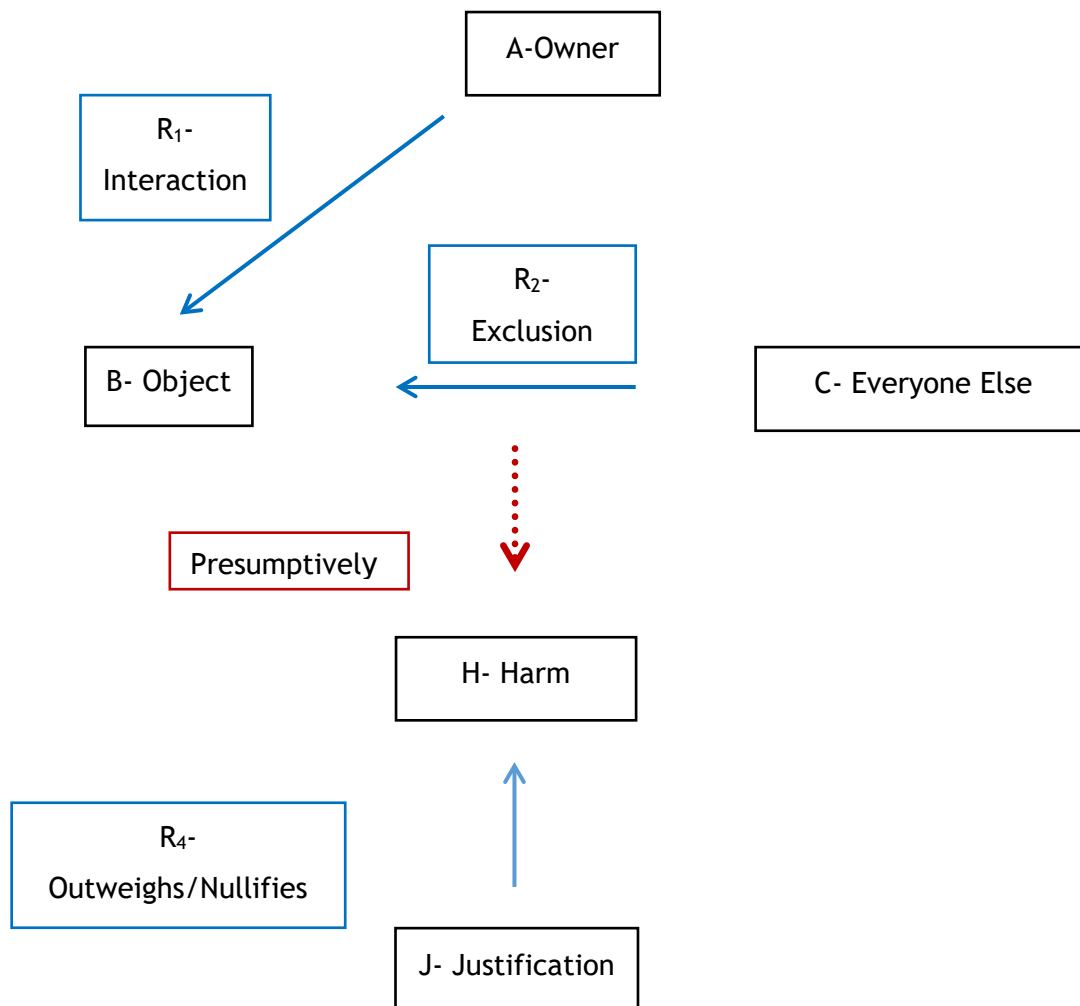 A-Owner
R₁-
Interaction
R₂-
Exclusion
B- Object
C- Everyone Else
Presumptively
H- Harm
R₄-
Outweighs/Nullifies
J- Justification